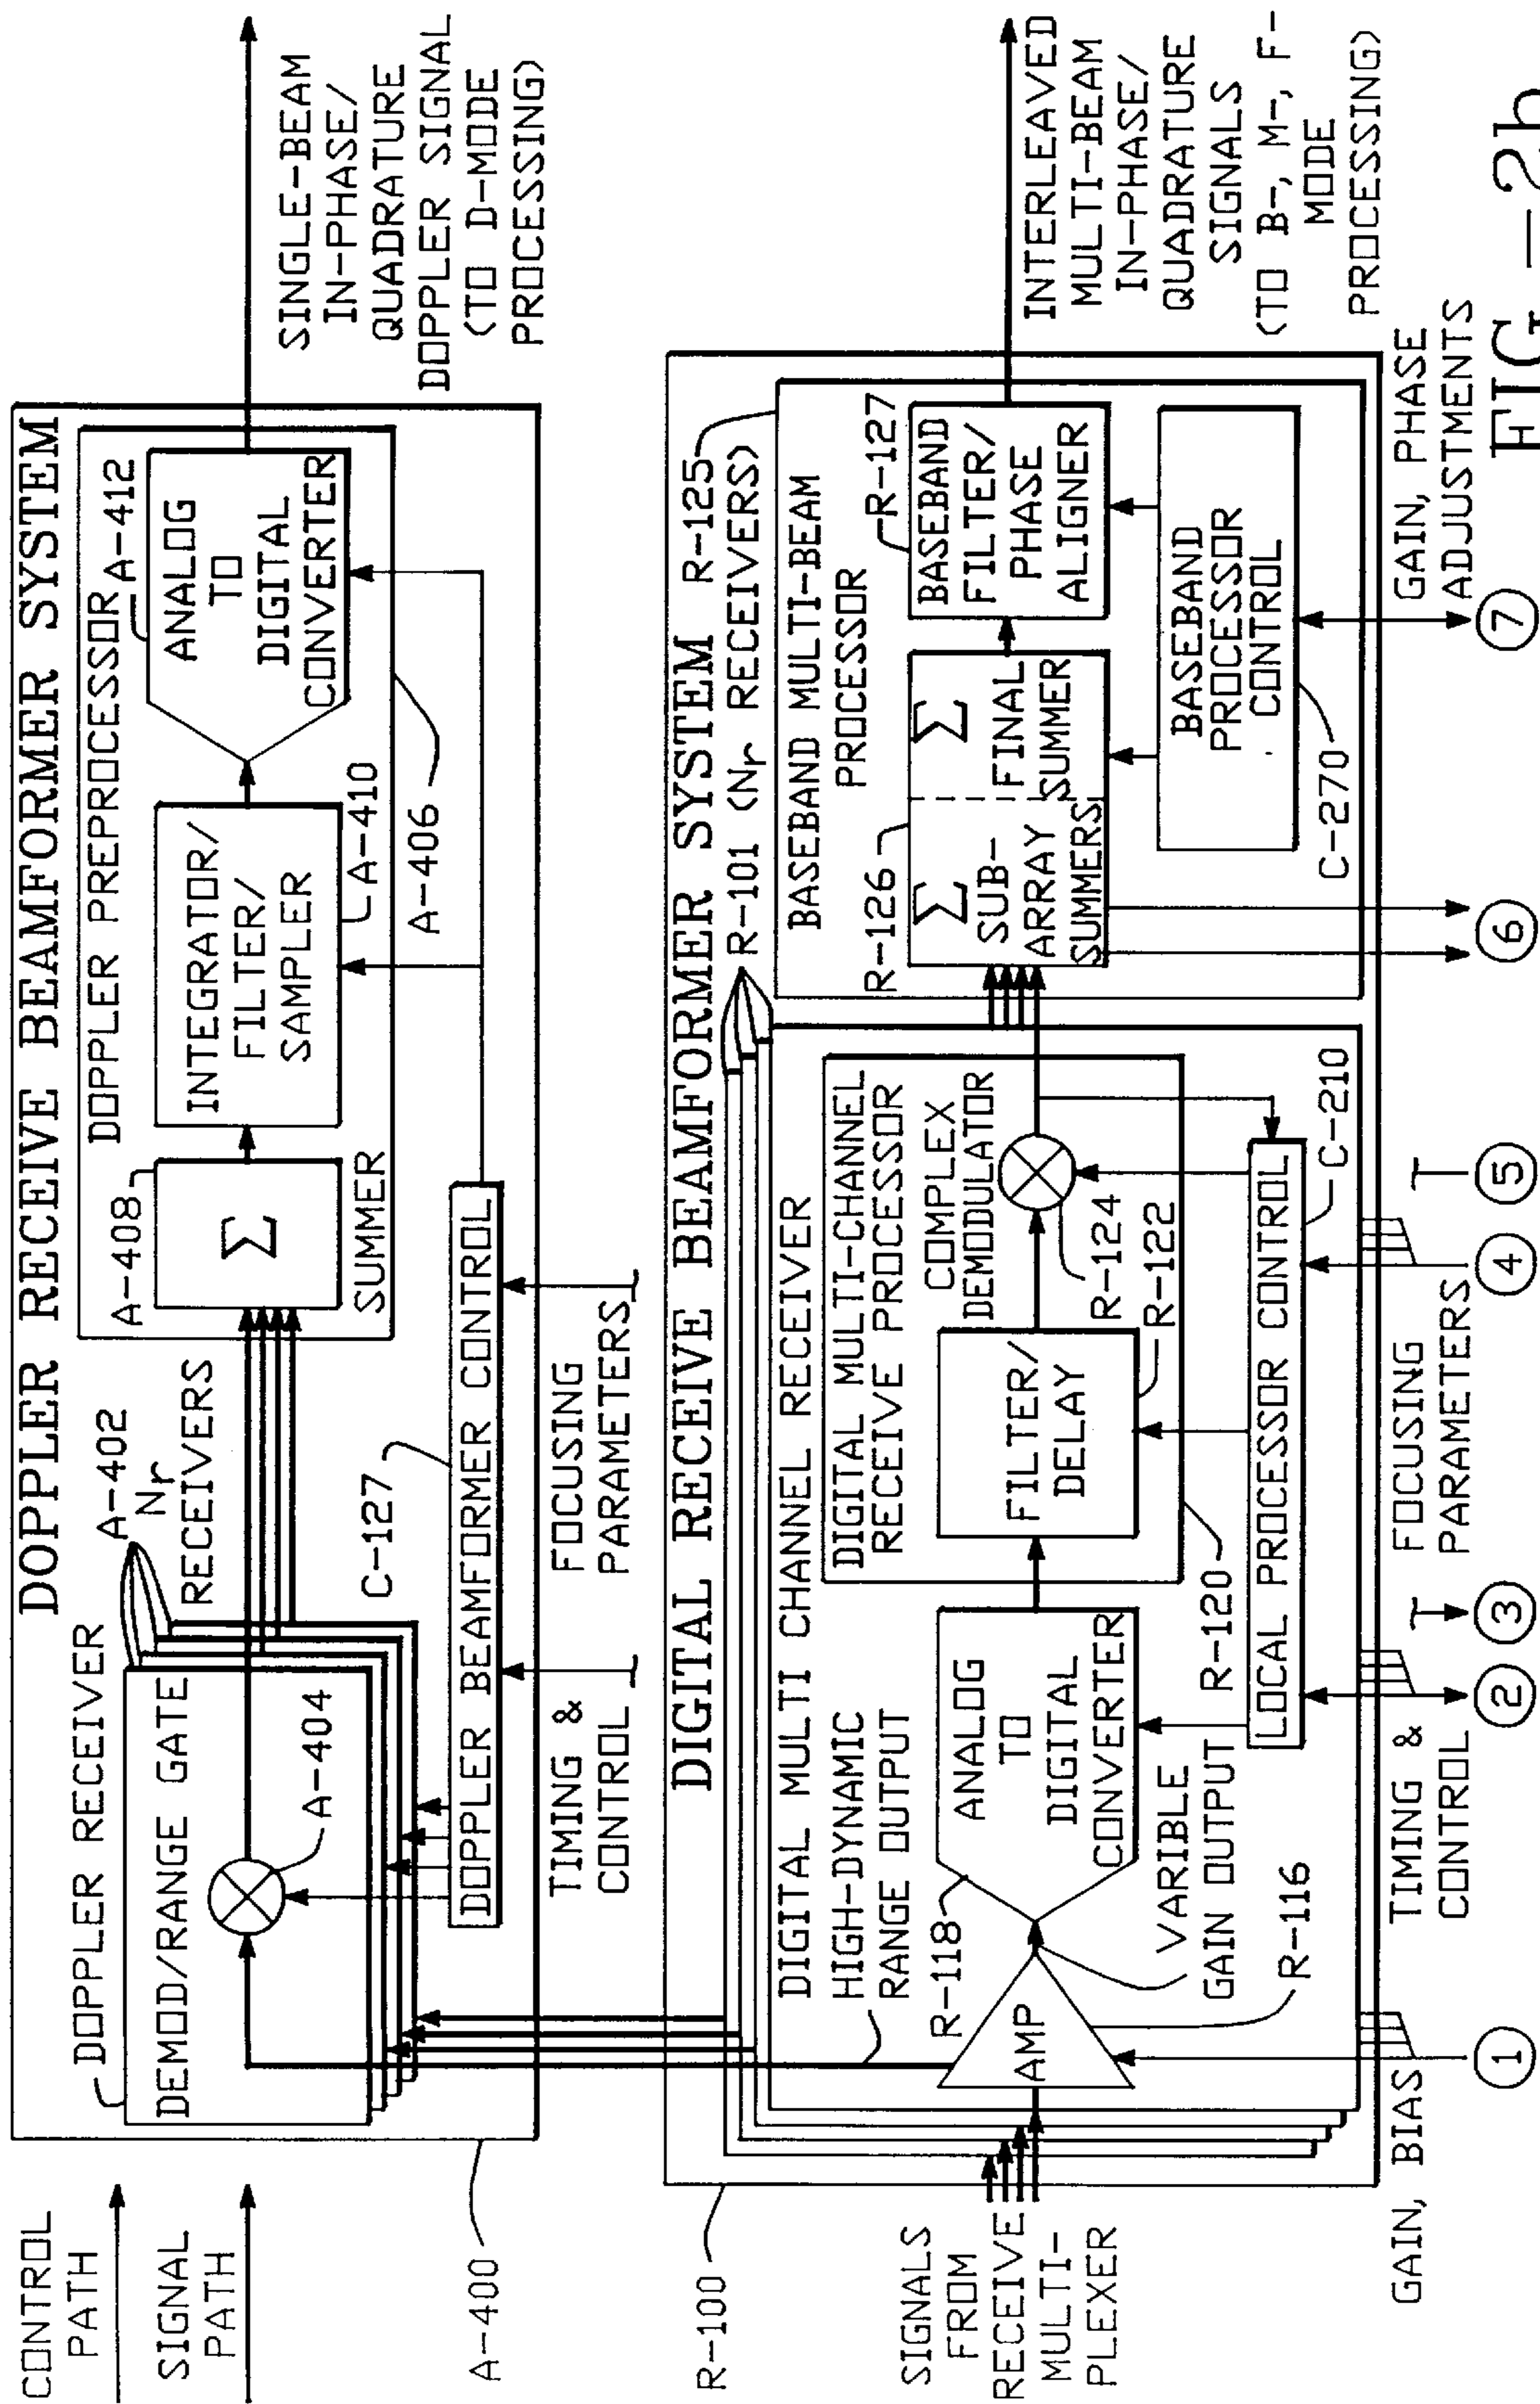 CONTROL
PATH
SIGNAL
PATH
DOPPLER RECEIVE BEAMFORMER SYSTEM
DOPPLER RECEIVER
DEMOD/RANGE GATE
A-404
A-402
Nr
RECEIVERS
DOPPLER PREPROCESSOR
A-408
Σ
SUMMER
INTEGRATOR/
FILTER/
SAMPLER
A-410
A-406
A-412
ANALOG
TO
DIGITAL
CONVERTER
SINGLE-BEAM
IN-PHASE/
QUADRATURE
DOPPLER SIGNAL
(TO D-MODE
PROCESSING)
C-127
DOPPLER BEAMFORMER CONTROL
TIMING &
CONTROL
FOCUSING
PARAMETERS
A-400
R-100
DIGITAL RECEIVE BEAMFORMER SYSTEM
R-101 (Nr RECEIVERS)
R-125
DIGITAL MULTI CHANNEL RECEIVER
HIGH-DYNAMIC
RANGE OUTPUT
SIGNALS
FROM
RECEIVE
MULTI-
PLEXER
AMP
R-118
ANALOG
TO
DIGITAL
CONVERTER
VARIBLE
GAIN OUTPUT
R-116
DIGITAL MULTI-CHANNEL
RECEIVE PROCESSOR
FILTER/
DELAY
COMPLEX
DEMODULATOR
R-124
R-122
R-120
LOCAL PROCESSOR CONTROL
C-210
BASEBAND MULTI-BEAM
PROCESSOR
R-126
Σ
SUB-
ARRAY
SUMMERS
Σ
FINAL
SUMMER
R-127
BASEBAND
FILTER/
PHASE
ALIGNER
BASEBAND
PROCESSOR
CONTROL
C-270
INTERLEAVED
MULTI-BEAM
IN-PHASE/
QUADRATURE
SIGNALS
(TO B-, M-, F-
MODE
PROCESSING)
GAIN, BIAS
1
TIMING &
CONTROL
2
3
FOCUSING
PARAMETERS
4
5
6
7
GAIN, PHASE
ADJUSTMENTS